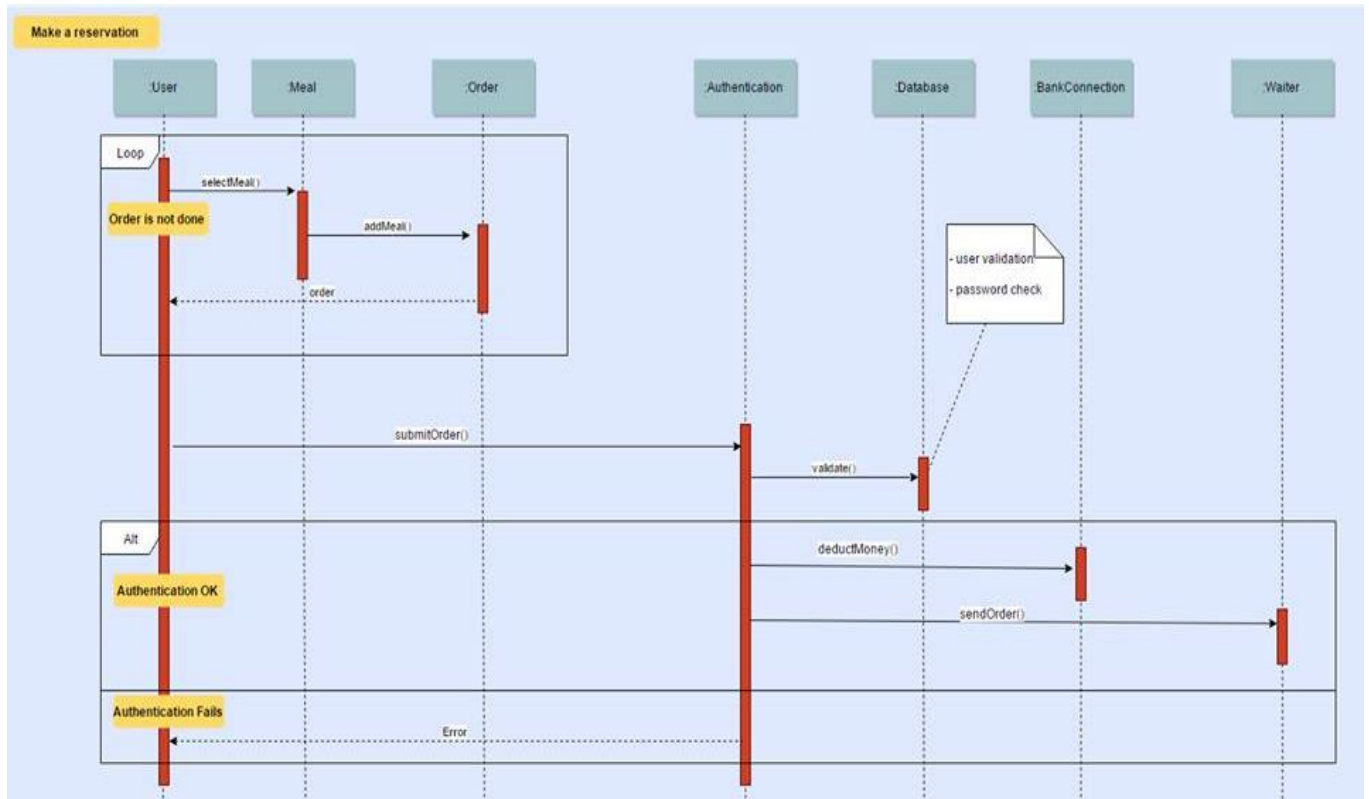 Make a reservation
:User
:Meal
:Order
:Authentication
:Database
:BankConnection
:Waiter
Loop
selectMeal()
Order is not done
addMeal()
- user validation
- password check
order
submitOrder()
validate()
Alt
deductMoney()
Authentication OK
sendOrder()
Authentication Fails
Error